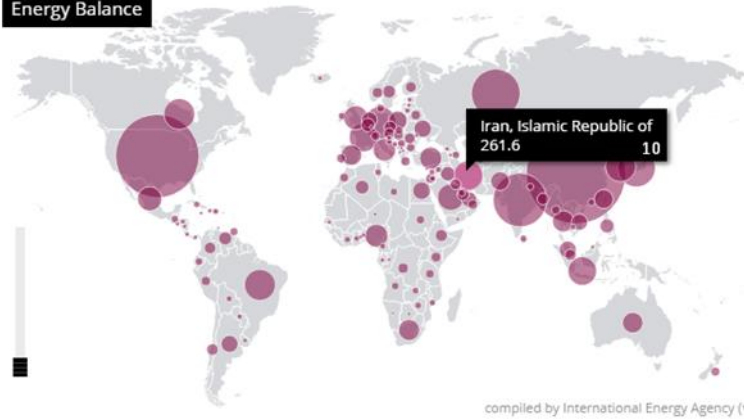 Energy Balance
Iran, Islamic Republic of
261.6 10
compiled by International Energy Agency (